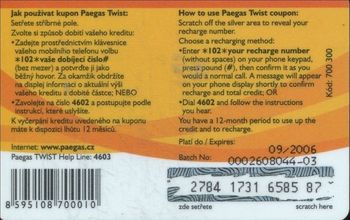 Jak používat kupon Paegas Twist:
Setřete stříbrné pole.
Zvolte si způsob dobití vašeho kreditu:
•Zadejte prostřednictvím klávesnice
vašeho mobilního telefonu volbu
✶102✶vaše dobíjecí číslo#
(bez mezer) a potvrďte ji jako
běžný hovor. Za okamžik obdržíte
na displeji informaci o aktuální výši
vašeho kreditu a době dobití; NEBO
•Zavolejte na číslo 4602 a postupujte podle
instrukcí, které uslyšíte.
K vyčerpání kreditu uvedeného na kuponu
máte k dispozici lhůtu 12 měsíců.
Internet: www.paegas.cz
Paegas TWIST Help Line: 4603
8 595108 700010
How to use Paegas Twist coupon:
Scratch off the silver area to reveal your
recharge number.
Choose a recharging method:
•Enter ✶102✶your recharge number
(without spaces) on your phone keypad,
press pound (#), then confirm it as you
would a normal call. A message will appear
on your phone display shortly to confirm
recharge and total credit; OR
•Dial 4602 and follow the instructions
you hear.
You have a 12-month period to use up the
credit and to recharge.
Kód: 700 300
Platí do / Expires:
09/2006
Batch No:
0002608044-03
2784 1731 6585 87
zde setřete
scratch here